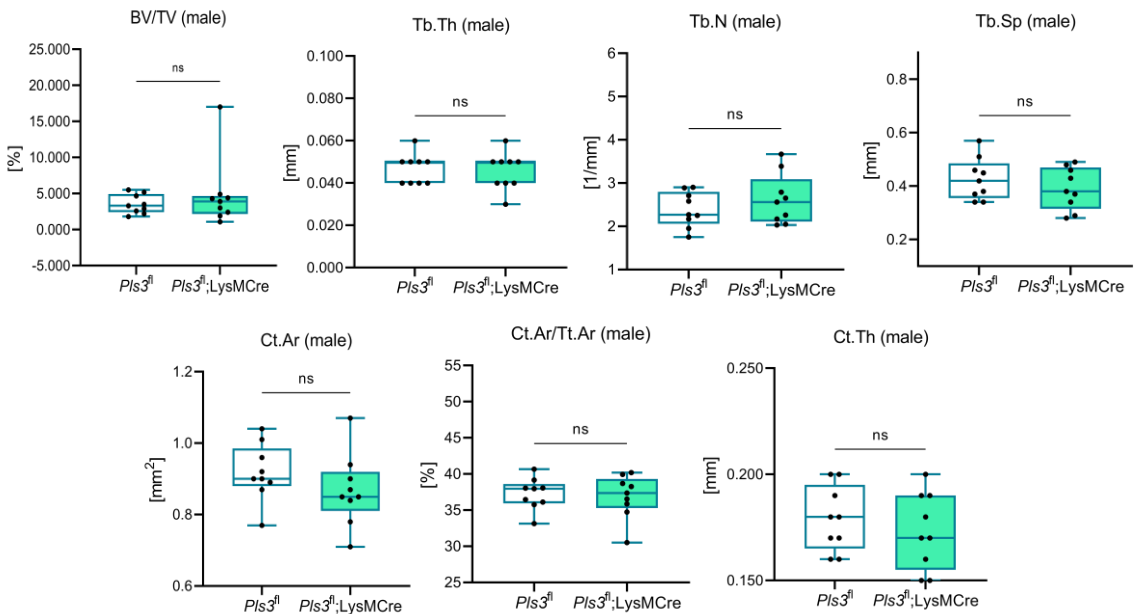 BV/TV (male)
25.000
20.000
15.000
10.000
5.000
0.000
-5.000
[%]
ns
Pls3fl
Pls3fl;LysMCre
Tb.Th (male)
0.100
0.080
0.060
0.040
0.020
0.000
[mm]
ns
Pls3fl
Pls3fl;LysMCre
Tb.N (male)
6
5
4
3
2
1
[1/mm]
ns
Pls3fl
Pls3fl;LysMCre
Tb.Sp (male)
0.8
0.6
0.4
0.2
[mm]
ns
Pls3fl
Pls3fl;LysMCre
Ct.Ar (male)
1.2
1.0
0.8
0.6
[mm²]
ns
Pls3fl
Pls3fl;LysMCre
Ct.Ar/Tt.Ar (male)
55
50
45
40
35
30
25
[%]
ns
Pls3fl
Pls3fl;LysMCre
Ct.Th (male)
0.250
0.200
0.150
[mm]
ns
Pls3fl
Pls3fl;LysMCre